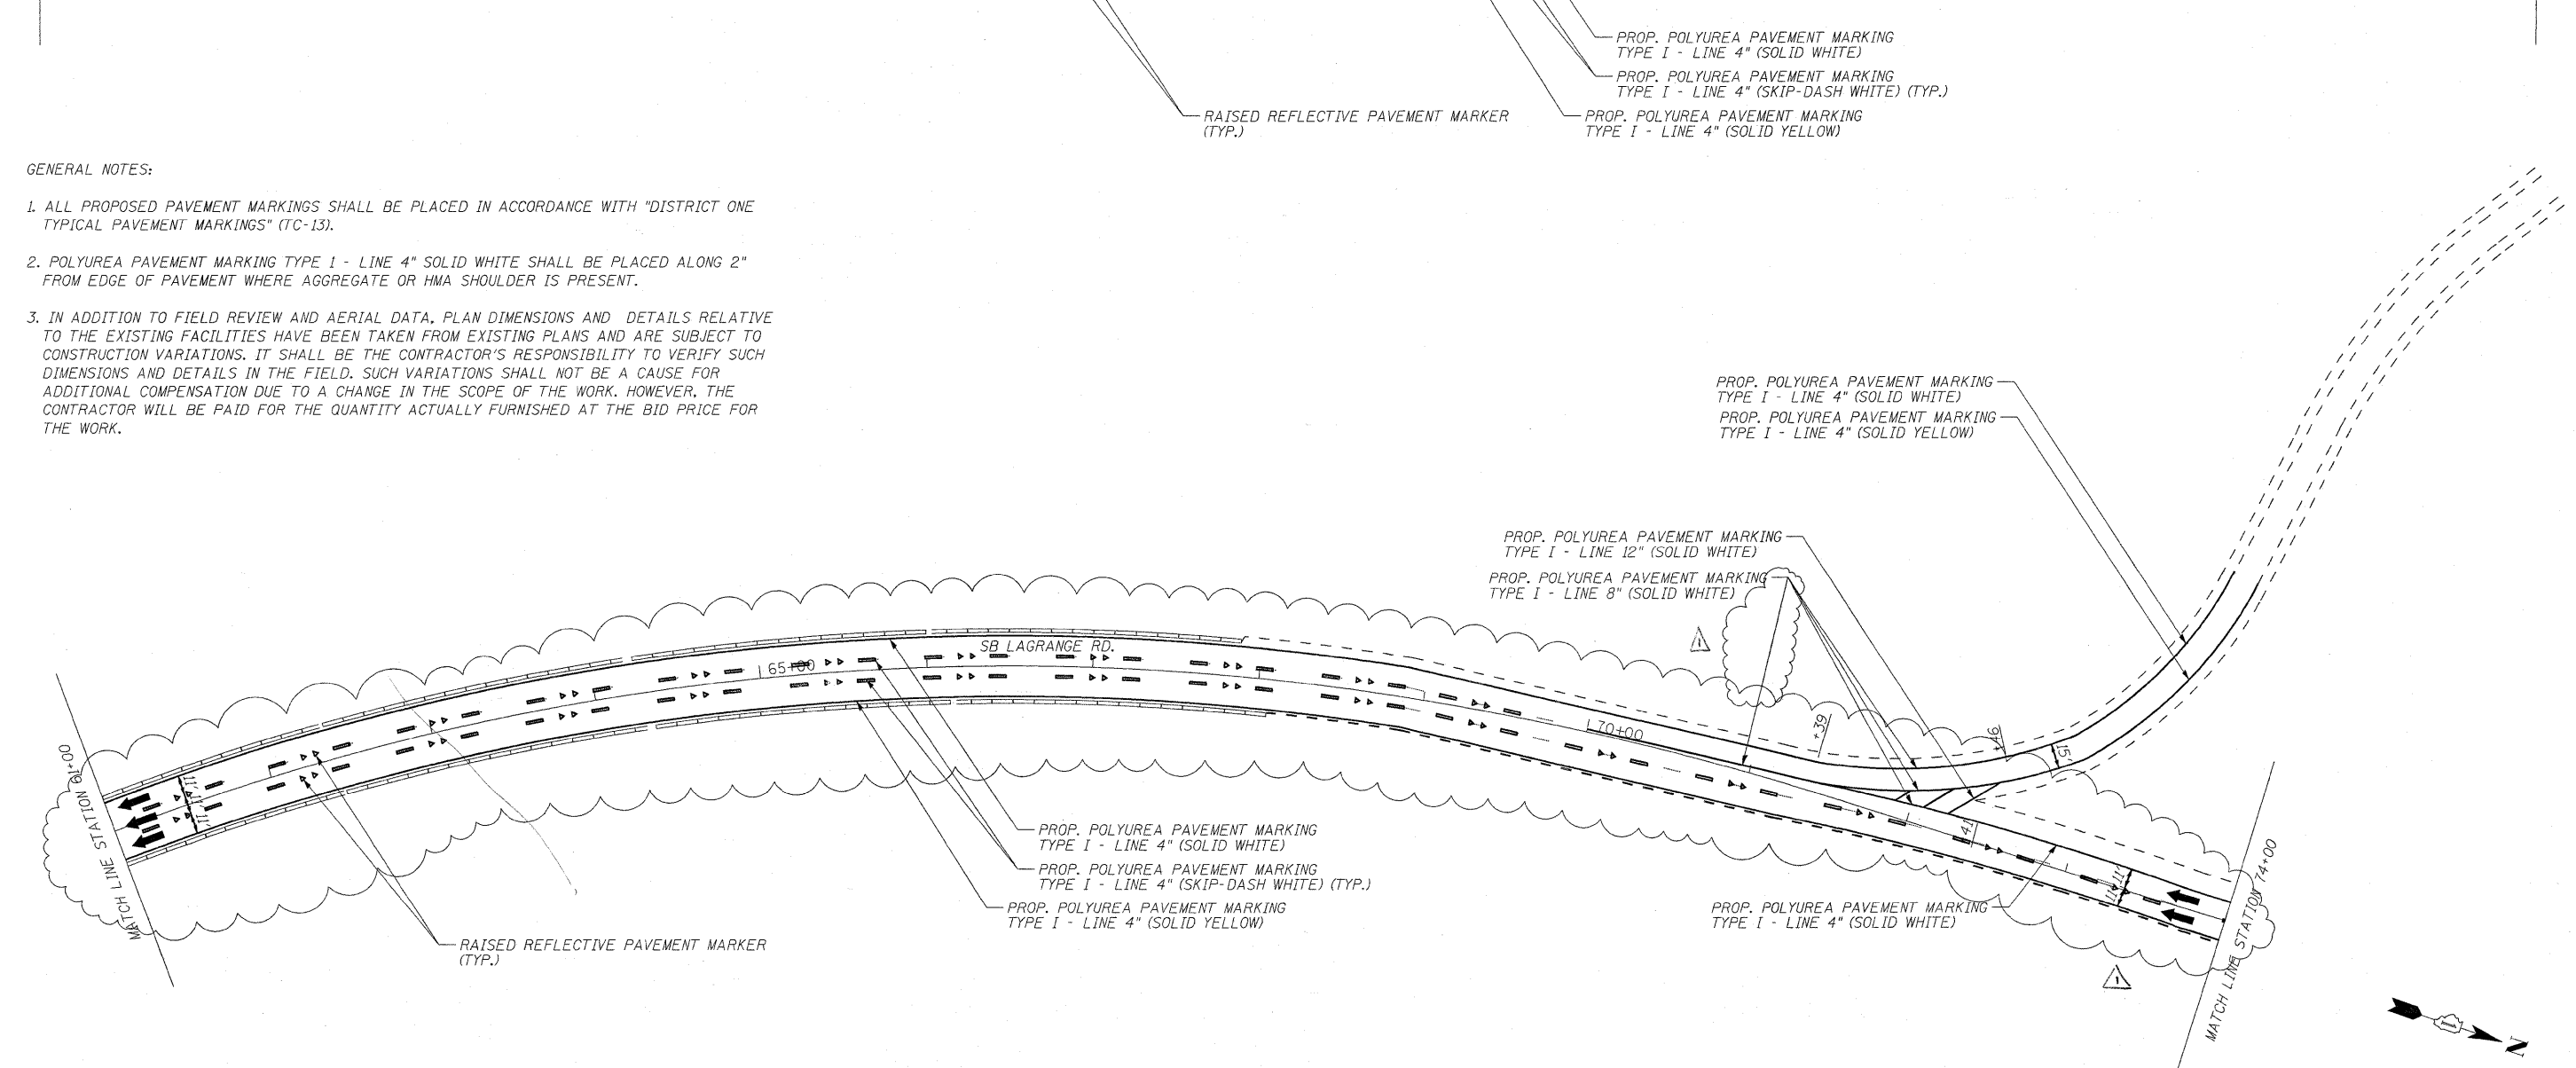 PROP. POLYUREA PAVEMENT MARKING
TYPE I - LINE 4" (SOLID WHITE)
PROP. POLYUREA PAVEMENT MARKING
TYPE I - LINE 4" (SKIP-DASH WHITE) (TYP.)
RAISED REFLECTIVE PAVEMENT MARKER
(TYP.)
PROP. POLYUREA PAVEMENT MARKING
TYPE I - LINE 4" (SOLID YELLOW)
GENERAL NOTES:
1. ALL PROPOSED PAVEMENT MARKINGS SHALL BE PLACED IN ACCORDANCE WITH "DISTRICT ONE
TYPICAL PAVEMENT MARKINGS" (TC-13).
2. POLYUREA PAVEMENT MARKING TYPE 1 - LINE 4" SOLID WHITE SHALL BE PLACED ALONG 2"
FROM EDGE OF PAVEMENT WHERE AGGREGATE OR HMA SHOULDER IS PRESENT.
3. IN ADDITION TO FIELD REVIEW AND AERIAL DATA, PLAN DIMENSIONS AND DETAILS RELATIVE
TO THE EXISTING FACILITIES HAVE BEEN TAKEN FROM EXISTING PLANS AND ARE SUBJECT TO
CONSTRUCTION VARIATIONS. IT SHALL BE THE CONTRACTOR'S RESPONSIBILITY TO VERIFY SUCH
DIMENSIONS AND DETAILS IN THE FIELD. SUCH VARIATIONS SHALL NOT BE A CAUSE FOR
ADDITIONAL COMPENSATION DUE TO A CHANGE IN THE SCOPE OF THE WORK. HOWEVER, THE
CONTRACTOR WILL BE PAID FOR THE QUANTITY ACTUALLY FURNISHED AT THE BID PRICE FOR
THE WORK.
PROP. POLYUREA PAVEMENT MARKING
TYPE I - LINE 4" (SOLID WHITE)
PROP. POLYUREA PAVEMENT MARKING
TYPE I - LINE 4" (SOLID YELLOW)
PROP. POLYUREA PAVEMENT MARKING
TYPE I - LINE 12" (SOLID WHITE)
PROP. POLYUREA PAVEMENT MARKING
TYPE I - LINE 8" (SOLID WHITE)
1
SB LAGRANGE RD.
65+00
70+00
+39
+46
15'
41
MATCH LINE STATION 61+00
11'
11'
11'
PROP. POLYUREA PAVEMENT MARKING
TYPE I - LINE 4" (SOLID WHITE)
PROP. POLYUREA PAVEMENT MARKING
TYPE I - LINE 4" (SKIP-DASH WHITE) (TYP.)
PROP. POLYUREA PAVEMENT MARKING
TYPE I - LINE 4" (SOLID YELLOW)
RAISED REFLECTIVE PAVEMENT MARKER
(TYP.)
PROP. POLYUREA PAVEMENT MARKING
TYPE I - LINE 4" (SOLID WHITE)
11'
11'
MATCH LINE STATION 74+00
1
N